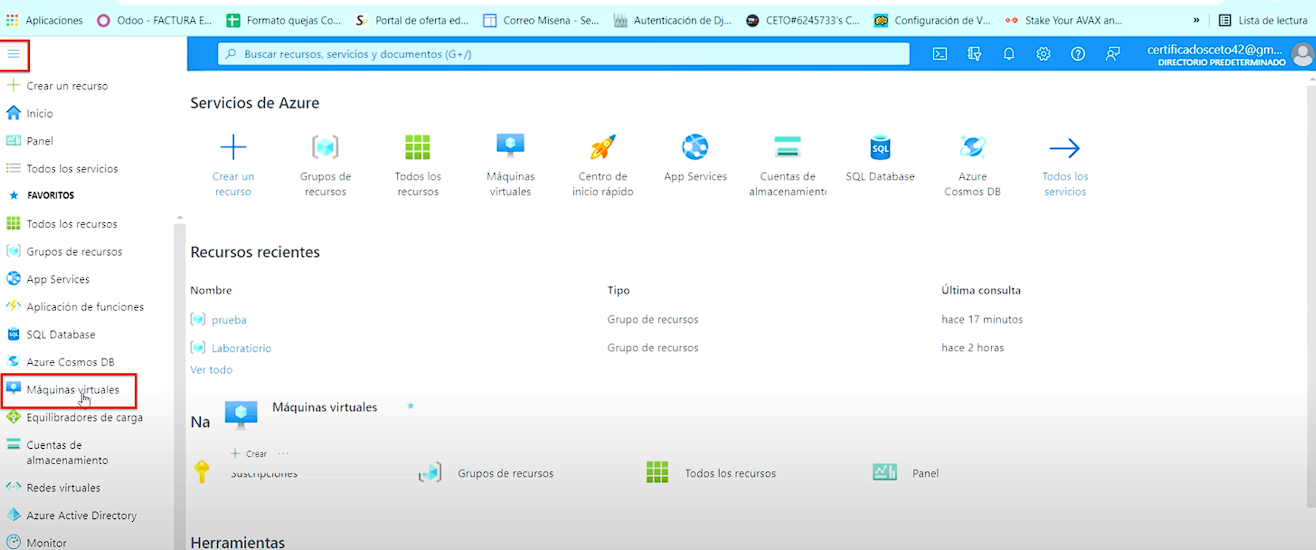 Aplicaciones
Odoo - FACTURA E...
Formato quejas Co...
Portal de oferta ed...
Correo Misena - Se...
Autenticación de Dj...
CETO#6245733's C...
Configuración de V...
Stake Your AVAX an...
»
Lista de lectura
Buscar recursos, servicios y documentos (G+/)
certificadosceto42@gm...
DIRECTORIO PREDETERMINADO
Crear un recurso
Inicio
Panel
Todos los servicios
FAVORITOS
Todos los recursos
Grupos de recursos
App Services
Aplicación de funciones
SQL Database
Azure Cosmos DB
Máquinas virtuales
Equilibradores de carga
Cuentas de
almacenamiento
Redes virtuales
Azure Active Directory
Monitor
Servicios de Azure
Crear un
recurso
Grupos de
recursos
Todos los
recursos
Máquinas
virtuales
Centro de
inicio rápido
App Services
Cuentas de
almacenamiento
SQL
SQL Database
Azure
Cosmos DB
Todos los
servicios
Recursos recientes
Nombre
Tipo
Última consulta
prueba
Grupo de recursos
hace 17 minutos
Laboratiorio
Grupo de recursos
hace 2 horas
Ver todo
Na
Máquinas virtuales
Crear
...
Suscripciones
Grupos de recursos
Todos los recursos
Panel
Herramientas